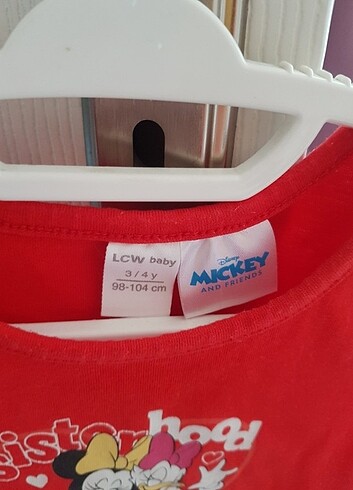 LCW baby
3 / 4 y
98-104 cm
Disney
MICKEY
AND FRIENDS
sisterhood